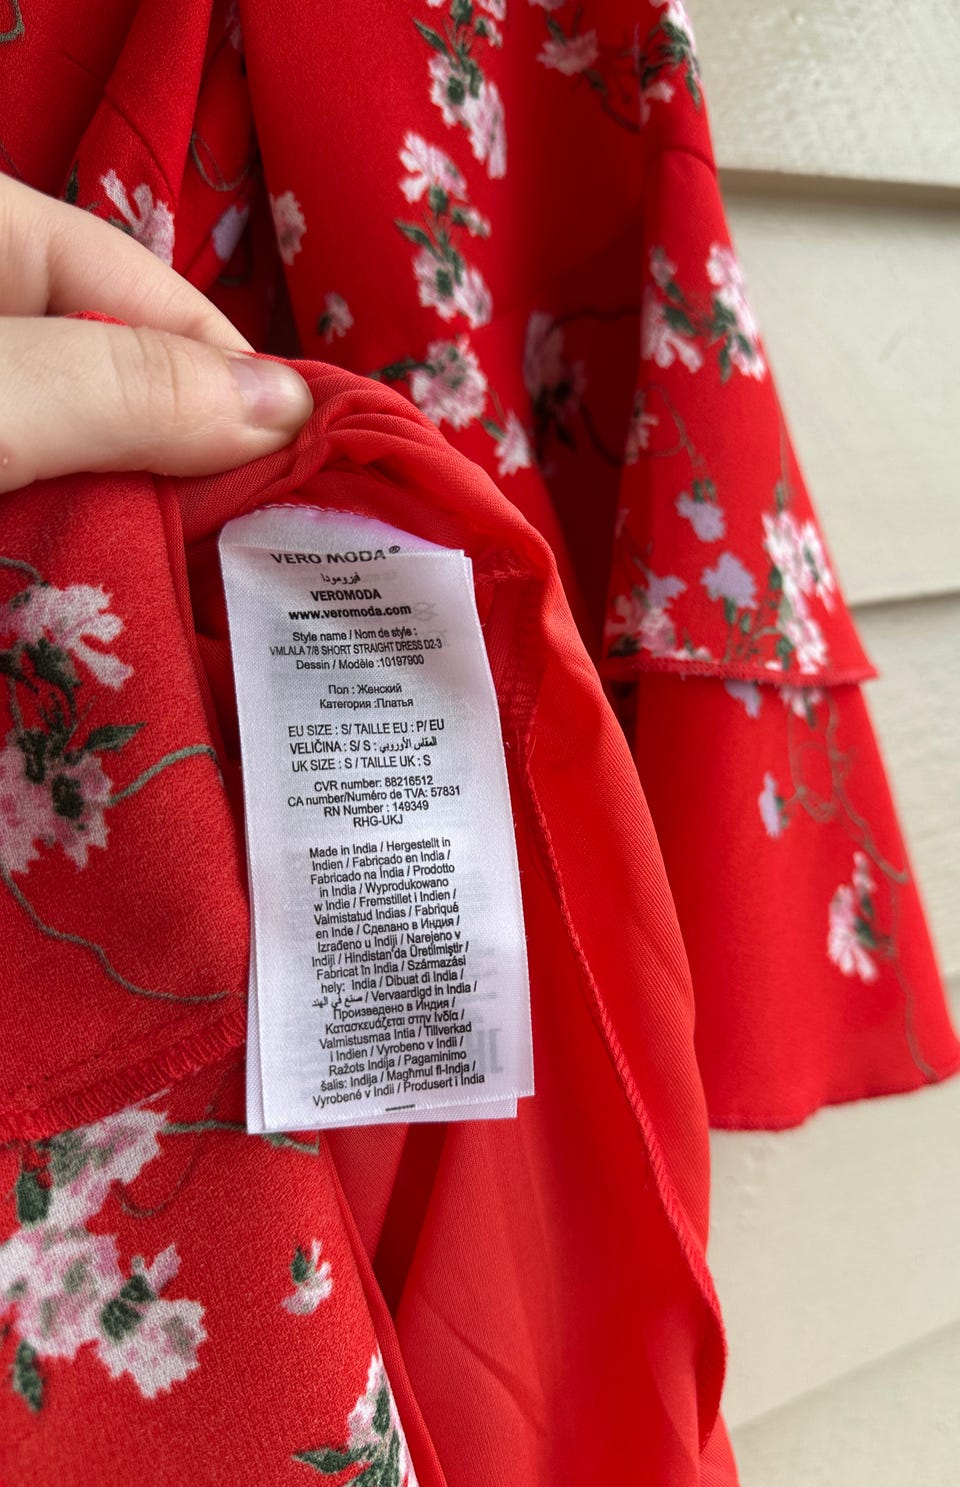 VERO MODA®
فيرومودا
VEROMODA
www.veromoda.com
Style name / Nom de style :
VMLALA 7/8 SHORT STRAIGHT DRESS D2-3
Dessin / Modèle :10197900
Пол : Женский
Категория :Платья
EU SIZE : S/ TAILLE EU : P/ EU
VELIČINA : S/ S : المقاس الأوروبي
UK SIZE : S / TAILLE UK : S
CVR number: 88216512
CA number/Numéro de TVA: 57831
RN Number : 149349
RHG-UKJ
Made in India / Hergestellt in
Indien / Fabricado en India /
Fabricado na Índia / Prodotto
in India / Wyprodukowano
w Indie / Fremstillet i Indien /
Valmistatud Indias / Fabriqué
en Inde / Сделано в Индия /
Izrađeno u Indiji / Narejeno v
Indiji / Hindistan'da Üretilmiştir /
Fabricat în India / Származási
hely: India / Dibuat di India /
صنع في الهند / Vervaardigd in India /
Произведено в Индия /
Κατασκευάζεται στην Ινδία /
Valmistusmaa Intia / Tillverkad
i Indien / Vyrobeno v Indii /
Ražots Indija / Pagaminimo
šalis: Indija / Magħmul fl-Indja /
Vyrobené v Indii / Produsert i India